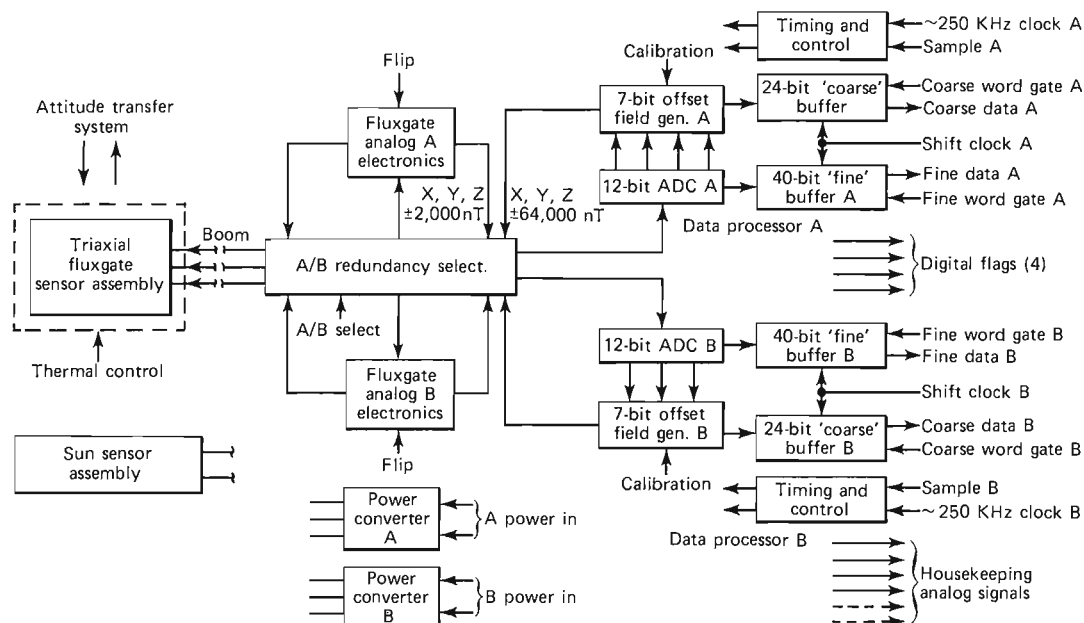 Attitude transfer
system
Triaxial
fluxgate
sensor assembly
Thermal control
Boom
Sun sensor
assembly
Flip
Fluxgate
analog A
electronics
X, Y, Z
±2,000 nT
X, Y, Z
±64,000 nT
A/B redundancy select.
A/B select
Fluxgate
analog B
electronics
Flip
Power
converter
A
A power in
Power
converter
B
B power in
Calibration
7-bit offset
field gen. A
12-bit ADC A
Data processor A
Timing and
control
~250 KHz clock A
Sample A
24-bit 'coarse'
buffer
Coarse word gate A
Coarse data A
Shift clock A
40-bit 'fine'
buffer A
Fine data A
Fine word gate A
Digital flags (4)
12-bit ADC B
40-bit 'fine'
buffer B
Fine word gate B
Fine data B
Shift clock B
7-bit offset
field gen. B
24-bit 'coarse'
buffer B
Coarse data B
Coarse word gate B
Calibration
Timing and
control
Sample B
~250 KHz clock B
Data processor B
Housekeeping
analog signals